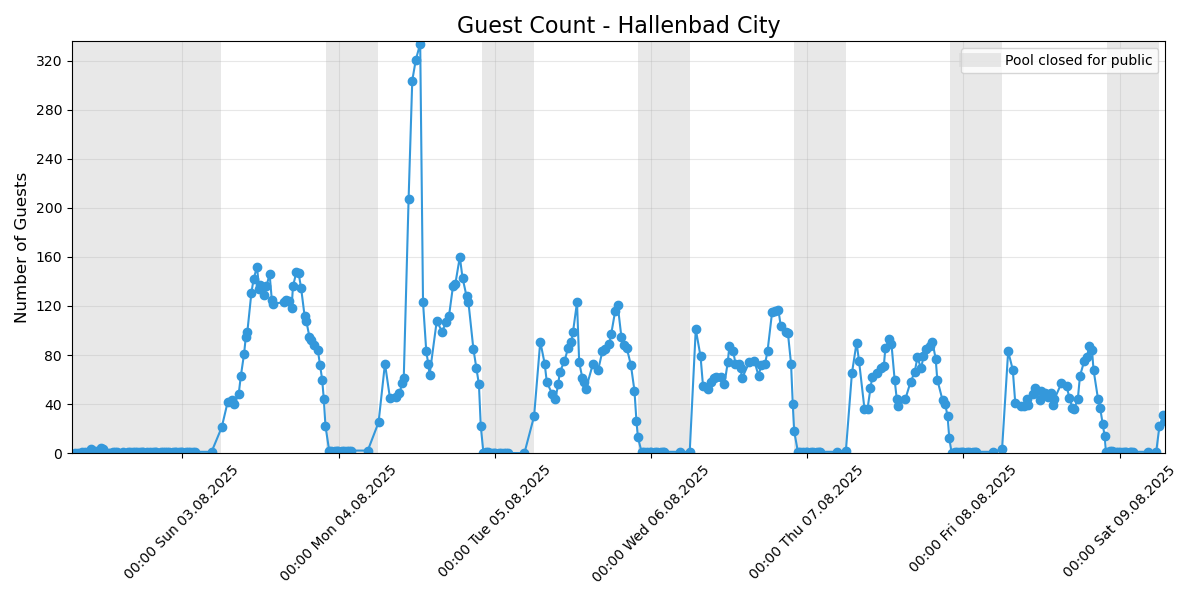 Guest Count - Hallenbad City
Pool closed for public
Number of Guests
320
280
240
200
160
120
80
40
0
00:00 Sun 03.08.2025
00:00 Mon 04.08.2025
00:00 Tue 05.08.2025
00:00 Wed 06.08.2025
00:00 Thu 07.08.2025
00:00 Fri 08.08.2025
00:00 Sat 09.08.2025